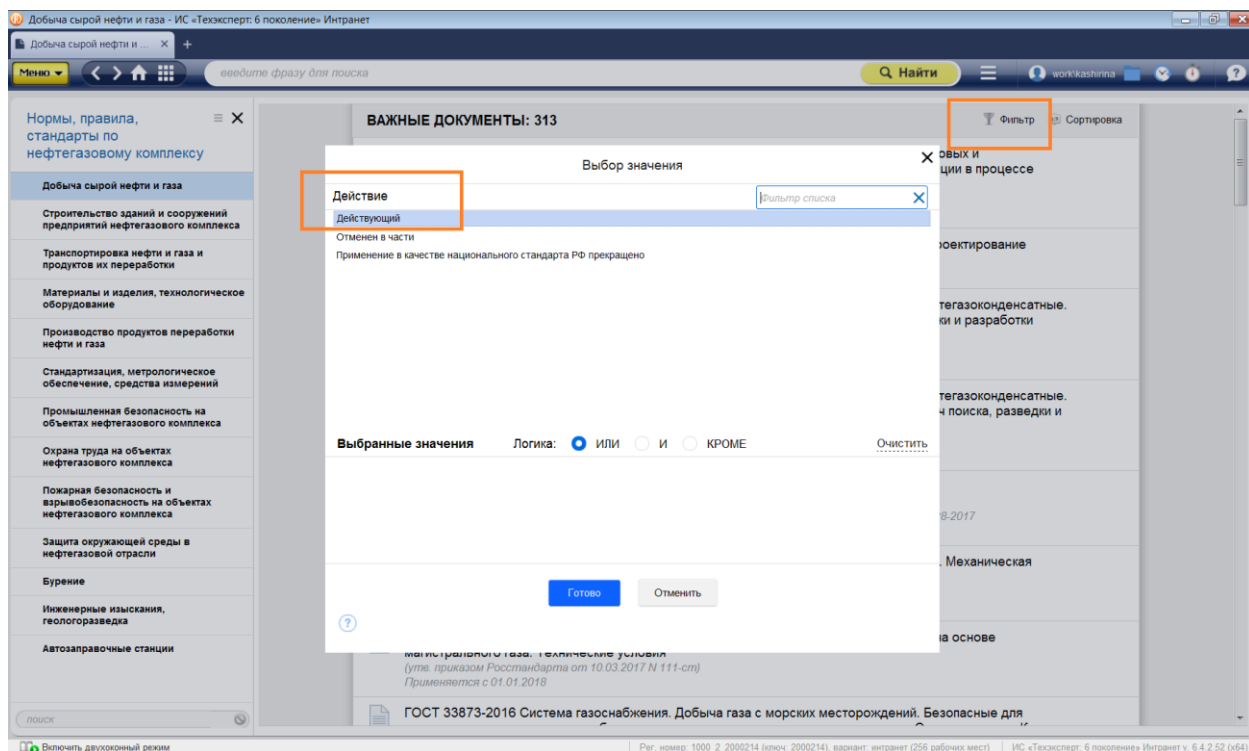 Добыча сырой нефти и газа - ИС «Техэксперт: 6 поколение» Интранет
Добыча сырой нефти и ...
Меню
введите фразу для поиска
Найти
work\kashirina
Нормы, правила,
стандарты по
нефтегазовому комплексу
Добыча сырой нефти и газа
Строительство зданий и сооружений
предприятий нефтегазового комплекса
Транспортировка нефти и газа и
продуктов их переработки
Материалы и изделия, технологическое
оборудование
Производство продуктов переработки
нефти и газа
Стандартизация, метрологическое
обеспечение, средства измерений
Промышленная безопасность на
объектах нефтегазового комплекса
Охрана труда на объектах
нефтегазового комплекса
Пожарная безопасность и
взрывобезопасность на объектах
нефтегазового комплекса
Защита окружающей среды в
нефтегазовой отрасли
Бурение
Инженерные изыскания,
геологоразведка
Автозаправочные станции
поиск
ВАЖНЫЕ ДОКУМЕНТЫ: 313
Фильтр
Сортировка
овых и
ции в процессе
роектирование
тегазоконденсатные.
ки и разработки
тегазоконденсатные.
ч поиска, разведки и
8-2017
. Механическая
на основе
Выбор значения
Действие
Фильтр списка
Действующий
Отменен в части
Применение в качестве национального стандарта РФ прекращено
Выбранные значения
Логика: ИЛИ И КРОМЕ
Очистить
Готово
Отменить
магистрального газа. Технические условия
(утв. приказом Росстандарта от 10.03.2017 N 111-ст)
Применяется с 01.01.2018
ГОСТ 33873-2016 Система газоснабжения. Добыча газа с морских месторождений. Безопасные для
Включить двухоконный режим
Рег. номер: 1000_2_2000214 (ключ: 2000214), вариант: интранет (256 рабочих мест)
ИС «Техэксперт: 6 поколение» Интранет v. 6.4.2.52 (x64)